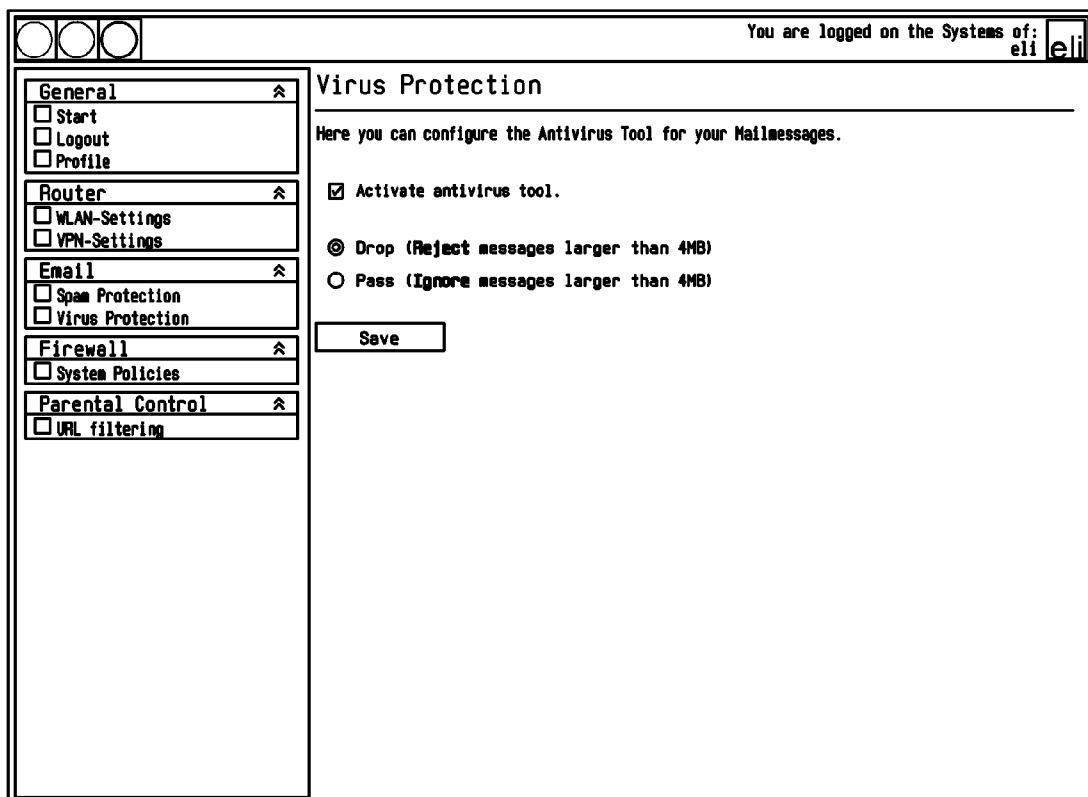 You are logged on the Systems of:
eli
eli
General
Start
Logout
Profile
Router
WLAN-Settings
VPN-Settings
Email
Spam Protection
Virus Protection
Firewall
System Policies
Parental Control
URL filtering
Virus Protection
Here you can configure the Antivirus Tool for your Mailmessages.
Activate antivirus tool.
Drop (Reject messages larger than 4MB)
Pass (Ignore messages larger than 4MB)
Save